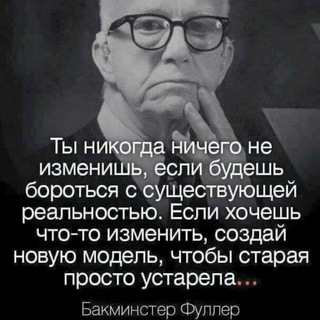 Ты никогда ничего не
изменишь, если будешь
бороться с существующей
реальностью. Если хочешь
что-то изменить, создай
новую модель, чтобы старая
просто устарела...
Бакминстер Фуллер